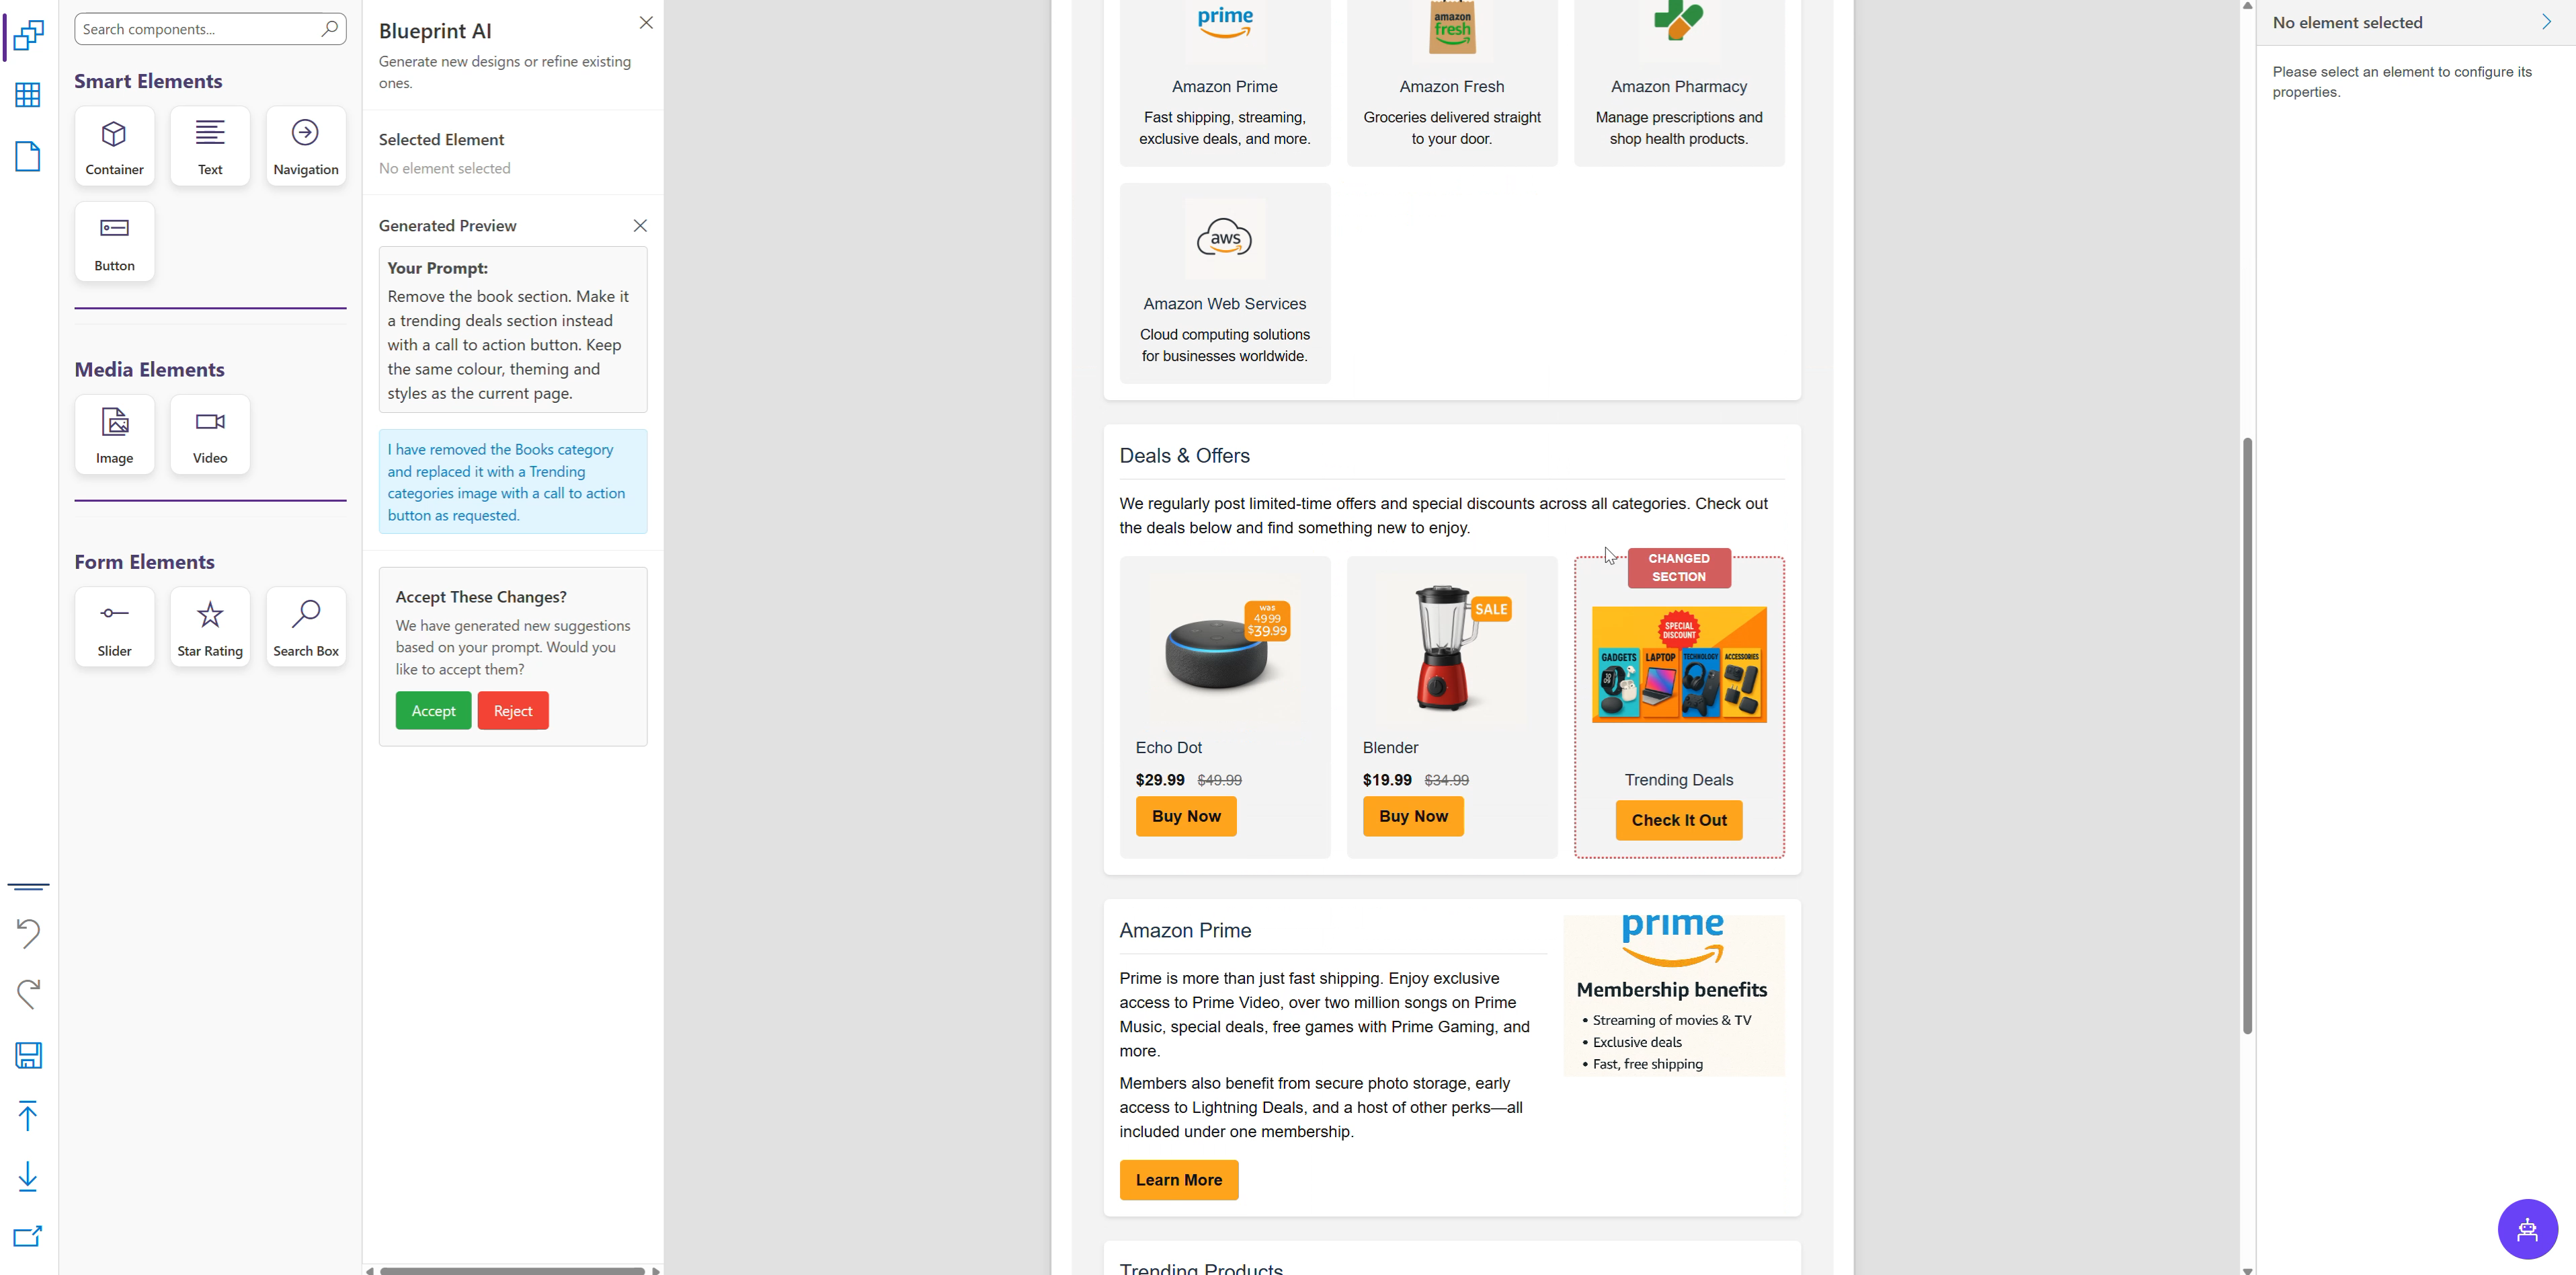 Search components...
Smart Elements
Container
Text
Navigation
Button
Media Elements
Image
Video
Form Elements
Slider
Star Rating
Search Box
Blueprint AI
Generate new designs or refine existing
ones.
Selected Element
No element selected
Generated Preview
Your Prompt:
Remove the book section. Make it
a trending deals section instead
with a call to action button. Keep
the same colour, theming and
styles as the current page.
I have removed the Books category
and replaced it with a Trending
categories image with a call to action
button as requested.
Accept These Changes?
We have generated new suggestions
based on your prompt. Would you
like to accept them?
Accept
Reject
prime
Amazon Prime
Fast shipping, streaming,
exclusive deals, and more.
amazon
fresh
Amazon Fresh
Groceries delivered straight
to your door.
Amazon Pharmacy
Manage prescriptions and
shop health products.
aws
Amazon Web Services
Cloud computing solutions
for businesses worldwide.
Deals & Offers
We regularly post limited-time offers and special discounts across all categories. Check out
the deals below and find something new to enjoy.
was
4999
$39.99
Echo Dot
$29.99 $49.99
Buy Now
SALE
Blender
$19.99 $34.99
Buy Now
CHANGED
SECTION
SPECIAL
DISCOUNT
GADGETS
LAPTOP
TECHNOLOGY
ACCESSORIES
Trending Deals
Check It Out
Amazon Prime
Prime is more than just fast shipping. Enjoy exclusive
access to Prime Video, over two million songs on Prime
Music, special deals, free games with Prime Gaming, and
more.
Members also benefit from secure photo storage, early
access to Lightning Deals, and a host of other perks—all
included under one membership.
Learn More
prime
Membership benefits
• Streaming of movies & TV
• Exclusive deals
• Fast, free shipping
Trending Products
No element selected
Please select an element to configure its
properties.